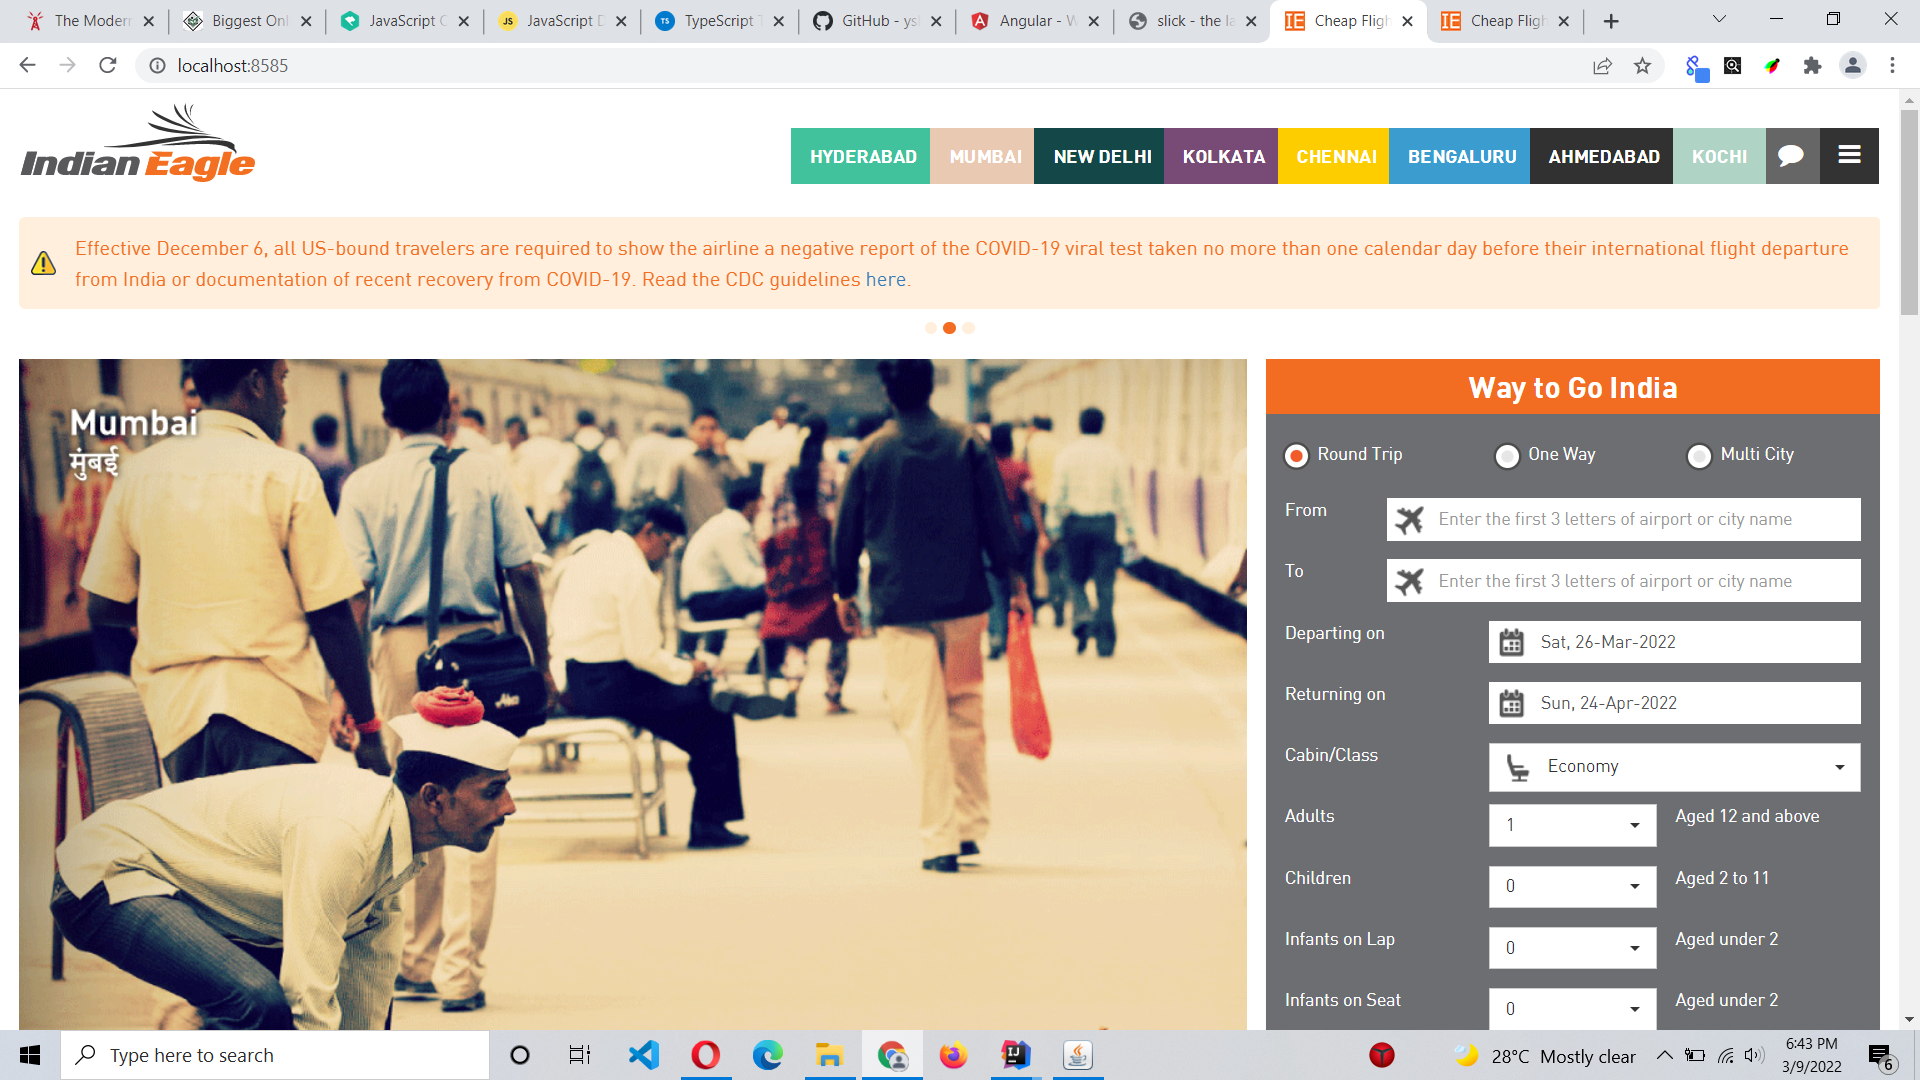 The Modern
Biggest Onl
JavaScript C
JavaScript D
TypeScript T
GitHub - ysl
Angular - W
slick - the la
Cheap Fligh
Cheap Fligh
localhost:8585
Indian Eagle
HYDERABAD
MUMBAI
NEW DELHI
KOLKATA
CHENNAI
BENGALURU
AHMEDABAD
KOCHI
Effective December 6, all US-bound travelers are required to show the airline a negative report of the COVID-19 viral test taken no more than one calendar day before their international flight departure
from India or documentation of recent recovery from COVID-19. Read the CDC guidelines here.
Mumbai
मुंबई
Way to Go India
Round Trip
One Way
Multi City
From
Enter the first 3 letters of airport or city name
To
Enter the first 3 letters of airport or city name
Departing on
Sat, 26-Mar-2022
Returning on
Sun, 24-Apr-2022
Cabin/Class
Economy
Adults
1
Aged 12 and above
Children
0
Aged 2 to 11
Infants on Lap
0
Aged under 2
Infants on Seat
0
Aged under 2
Type here to search
28°C Mostly clear
6:43 PM
3/9/2022
6